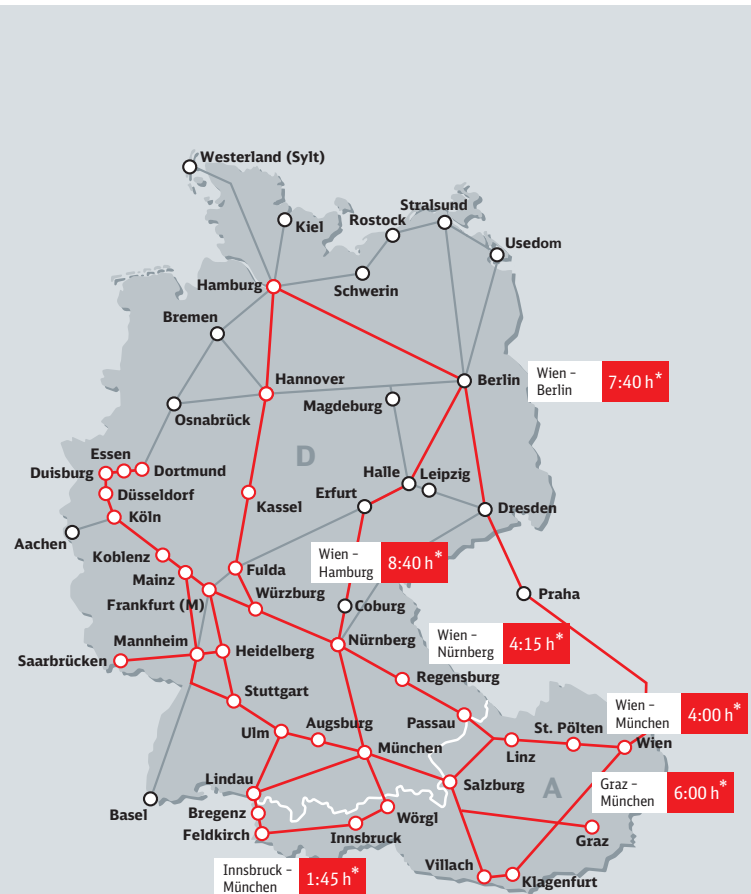 Westerland (Sylt)
Kiel
Rostock
Stralsund
Usedom
Hamburg
Schwerin
Bremen
Hannover
Berlin
Wien –
Berlin
7:40 h*
Magdeburg
Osnabrück
D
Essen
Duisburg
Dortmund
Halle
Leipzig
Düsseldorf
Erfurt
Kassel
Dresden
Köln
Aachen
Koblenz
Wien –
Hamburg
8:40 h*
Mainz
Fulda
Praha
Frankfurt (M)
Würzburg
Coburg
Wien –
Nürnberg
4:15 h*
Mannheim
Heidelberg
Nürnberg
Saarbrücken
Regensburg
Stuttgart
Wien –
München
4:00 h*
Passau
Augsburg
Ulm
St. Pölten
München
Linz
Wien
Lindau
Salzburg
A
Graz –
München
6:00 h*
Basel
Bregenz
Wörgl
Feldkirch
Innsbruck
Graz
Villach
Klagenfurt
Innsbruck –
München
1:45 h*